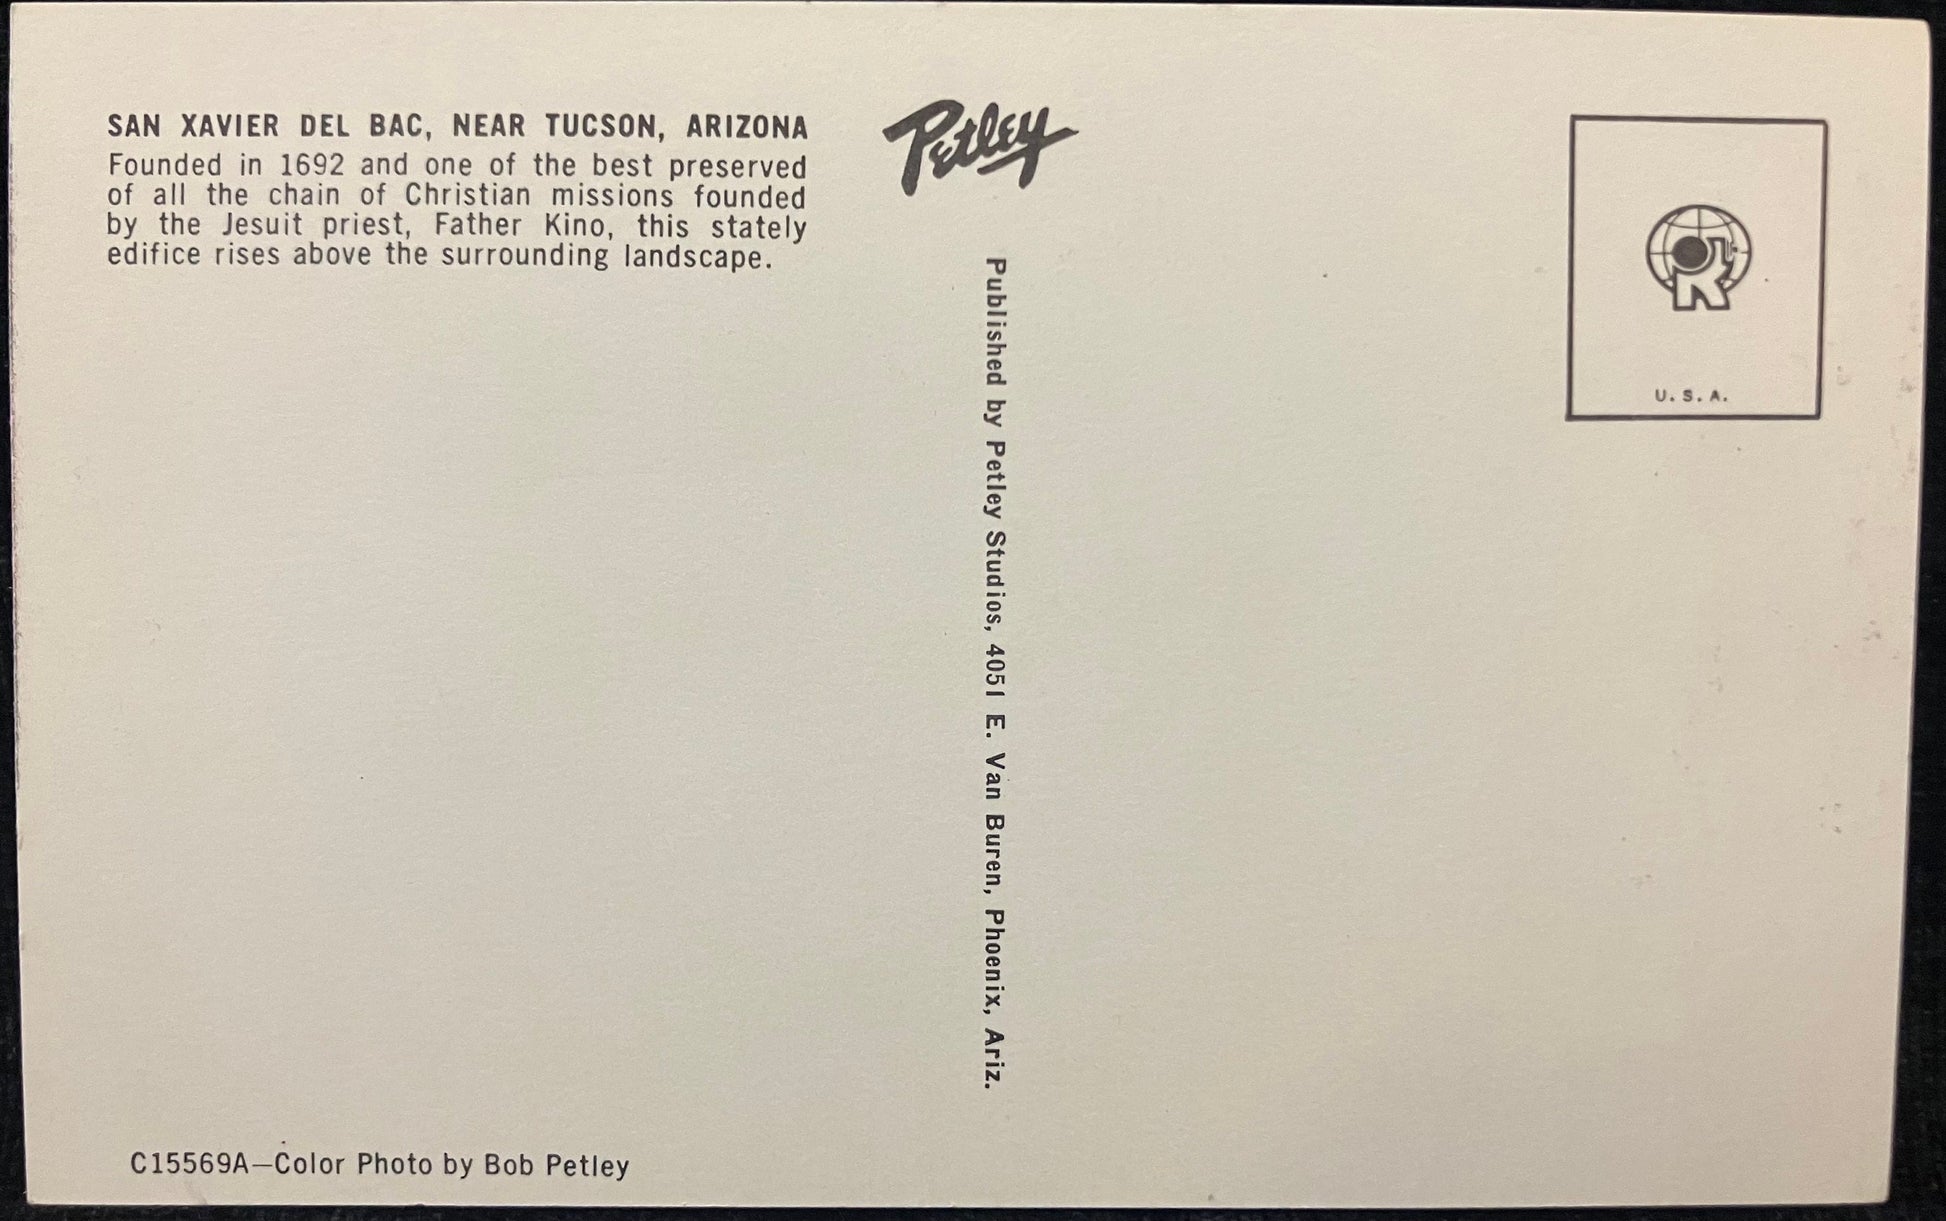 SAN XAVIER DEL BAC, NEAR TUCSON, ARIZONA
Founded in 1692 and one of the best preserved
of all the chain of Christian missions founded
by the Jesuit priest, Father Kino, this stately
edifice rises above the surrounding landscape.
Petley
Published by Petley Studios, 4051 E. Van Buren, Phoenix, Ariz.
K
U. S. A.
C15569A—Color Photo by Bob Petley